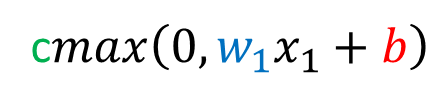 cmax(0, w₁x₁ + b)